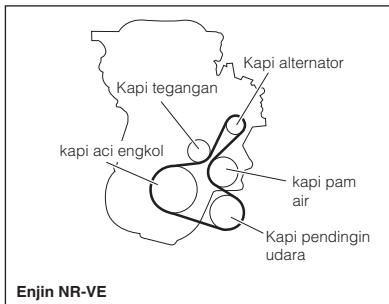 Kapi alternator
Kapi tegangan
kapi aci engkol
kapi pam
air
Kapi pendingin
udara
Enjin NR-VE